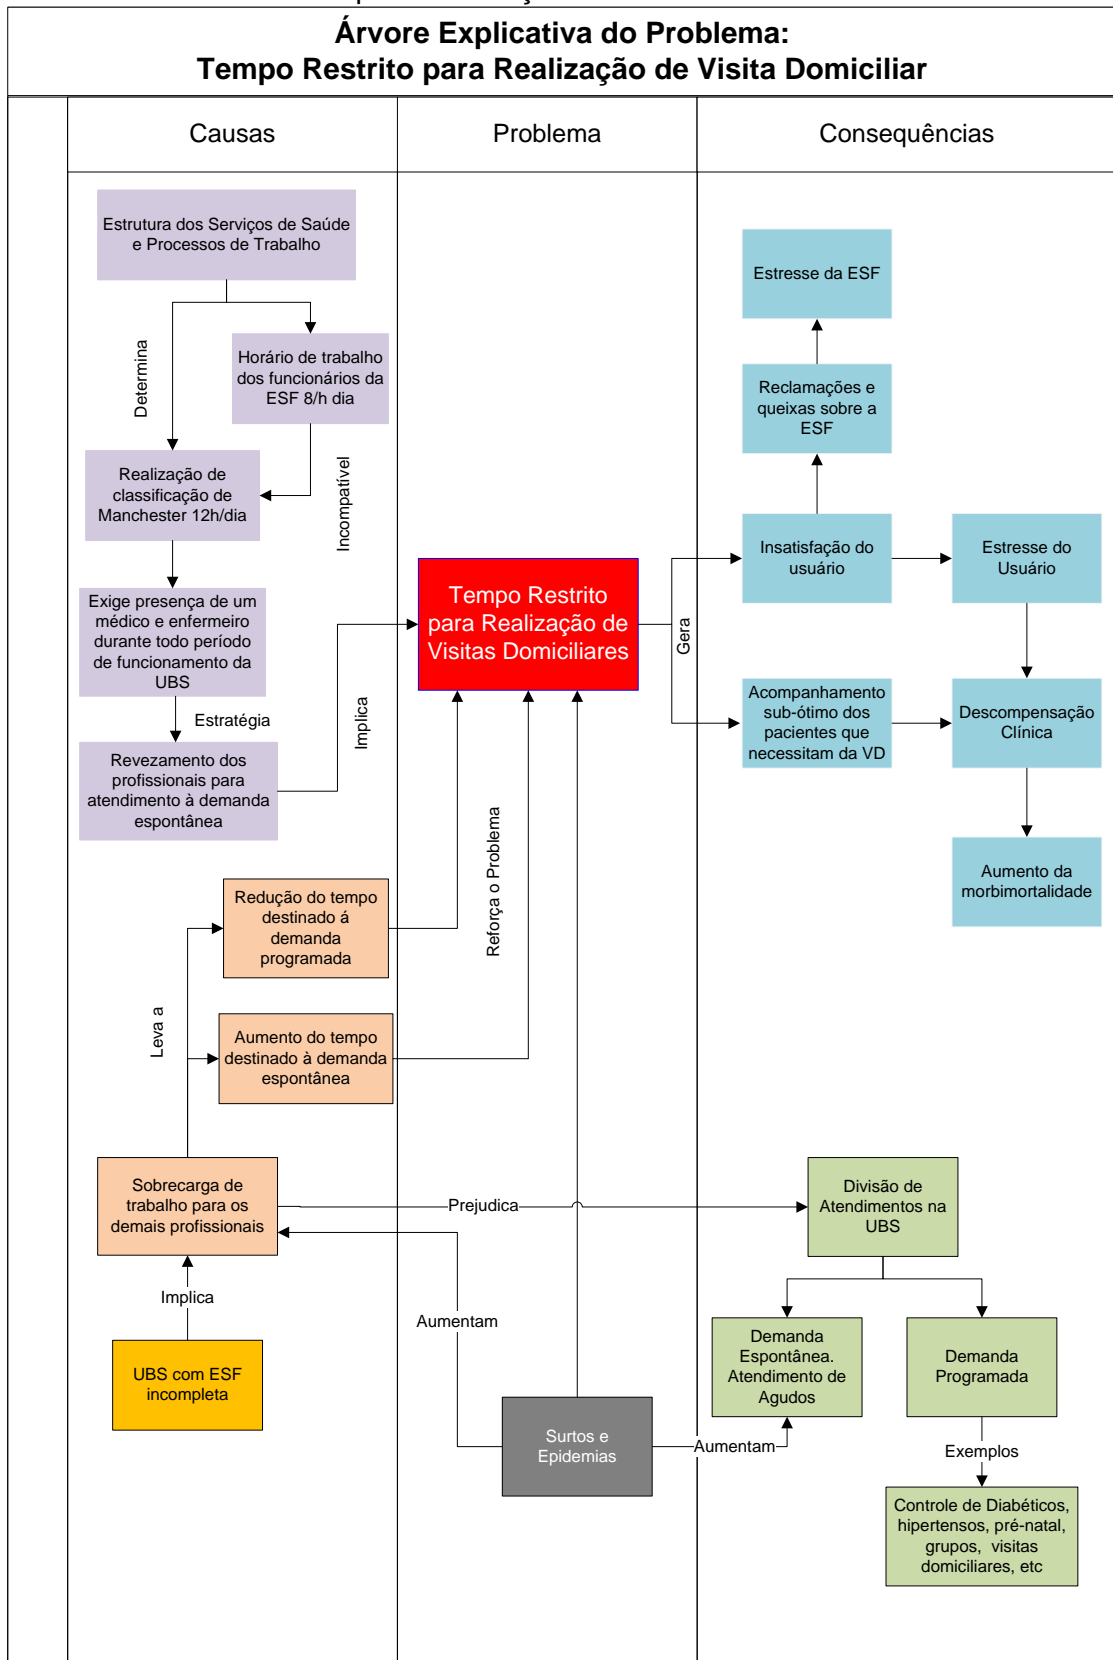 Árvore Explicativa do Problema:
Tempo Restrito para Realização de Visita Domiciliar
Causas
Problema
Consequências
Estrutura dos Serviços de Saúde
e Processos de Trabalho
Determina
Horário de trabalho
dos funcionários da
ESF 8/h dia
Realização de
classificação de
Manchester 12h/dia
Incompatível
Exige presença de um
médico e enfermeiro
durante todo período
de funcionamento da
UBS
Estratégia
Revezamento dos
profissionais para
atendimento à demanda
espontânea
Implica
Tempo Restrito
para Realização de
Visitas Domiciliares
Gera
Estresse da ESF
Reclamações e
queixas sobre a
ESF
Insatisfação do
usuário
Estresse do
Usuário
Acompanhamento
sub-ótimo dos
pacientes que
necessitam da VD
Descompensação
Clínica
Aumento da
morbimortalidade
Redução do tempo
destinado á
demanda
programada
Reforça o Problema
Leva a
Aumento do tempo
destinado à demanda
espontânea
Sobrecarga de
trabalho para os
demais profissionais
Prejudica
Divisão de
Atendimentos na
UBS
Implica
Aumentam
UBS com ESF
incompleta
Surtos e
Epidemias
Aumentam
Demanda
Espontânea.
Atendimento de
Agudos
Demanda
Programada
Exemplos
Controle de Diabéticos,
hipertensos, pré-natal,
grupos, visitas
domiciliares, etc